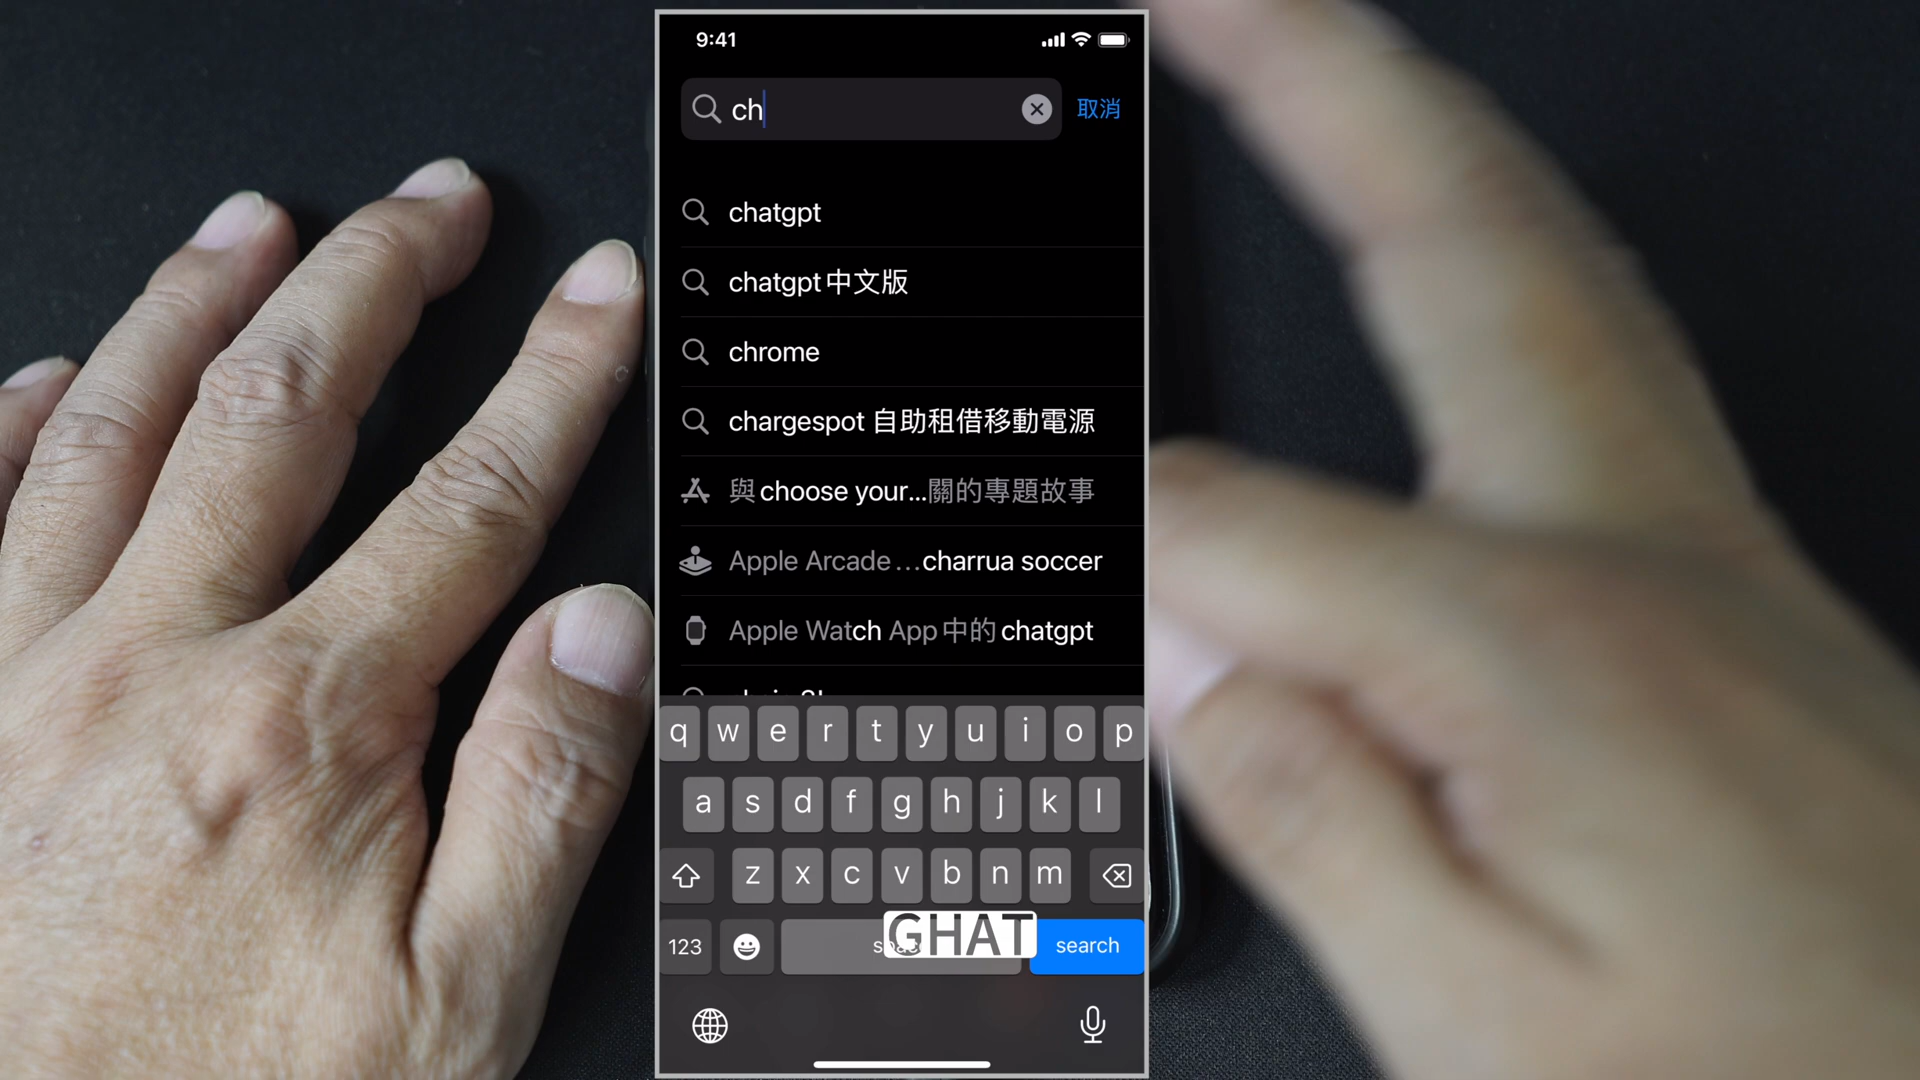 9:41
ch
取消
chatgpt
chatgpt中文版
chrome
chargespot 自助租借移動電源
與choose your...關的專題故事
Apple Arcade...charrua soccer
Apple Watch App中的chatgpt
q w e r t y u i o p
a s d f g h j k l
z x c v b n m
123
GHAT
search